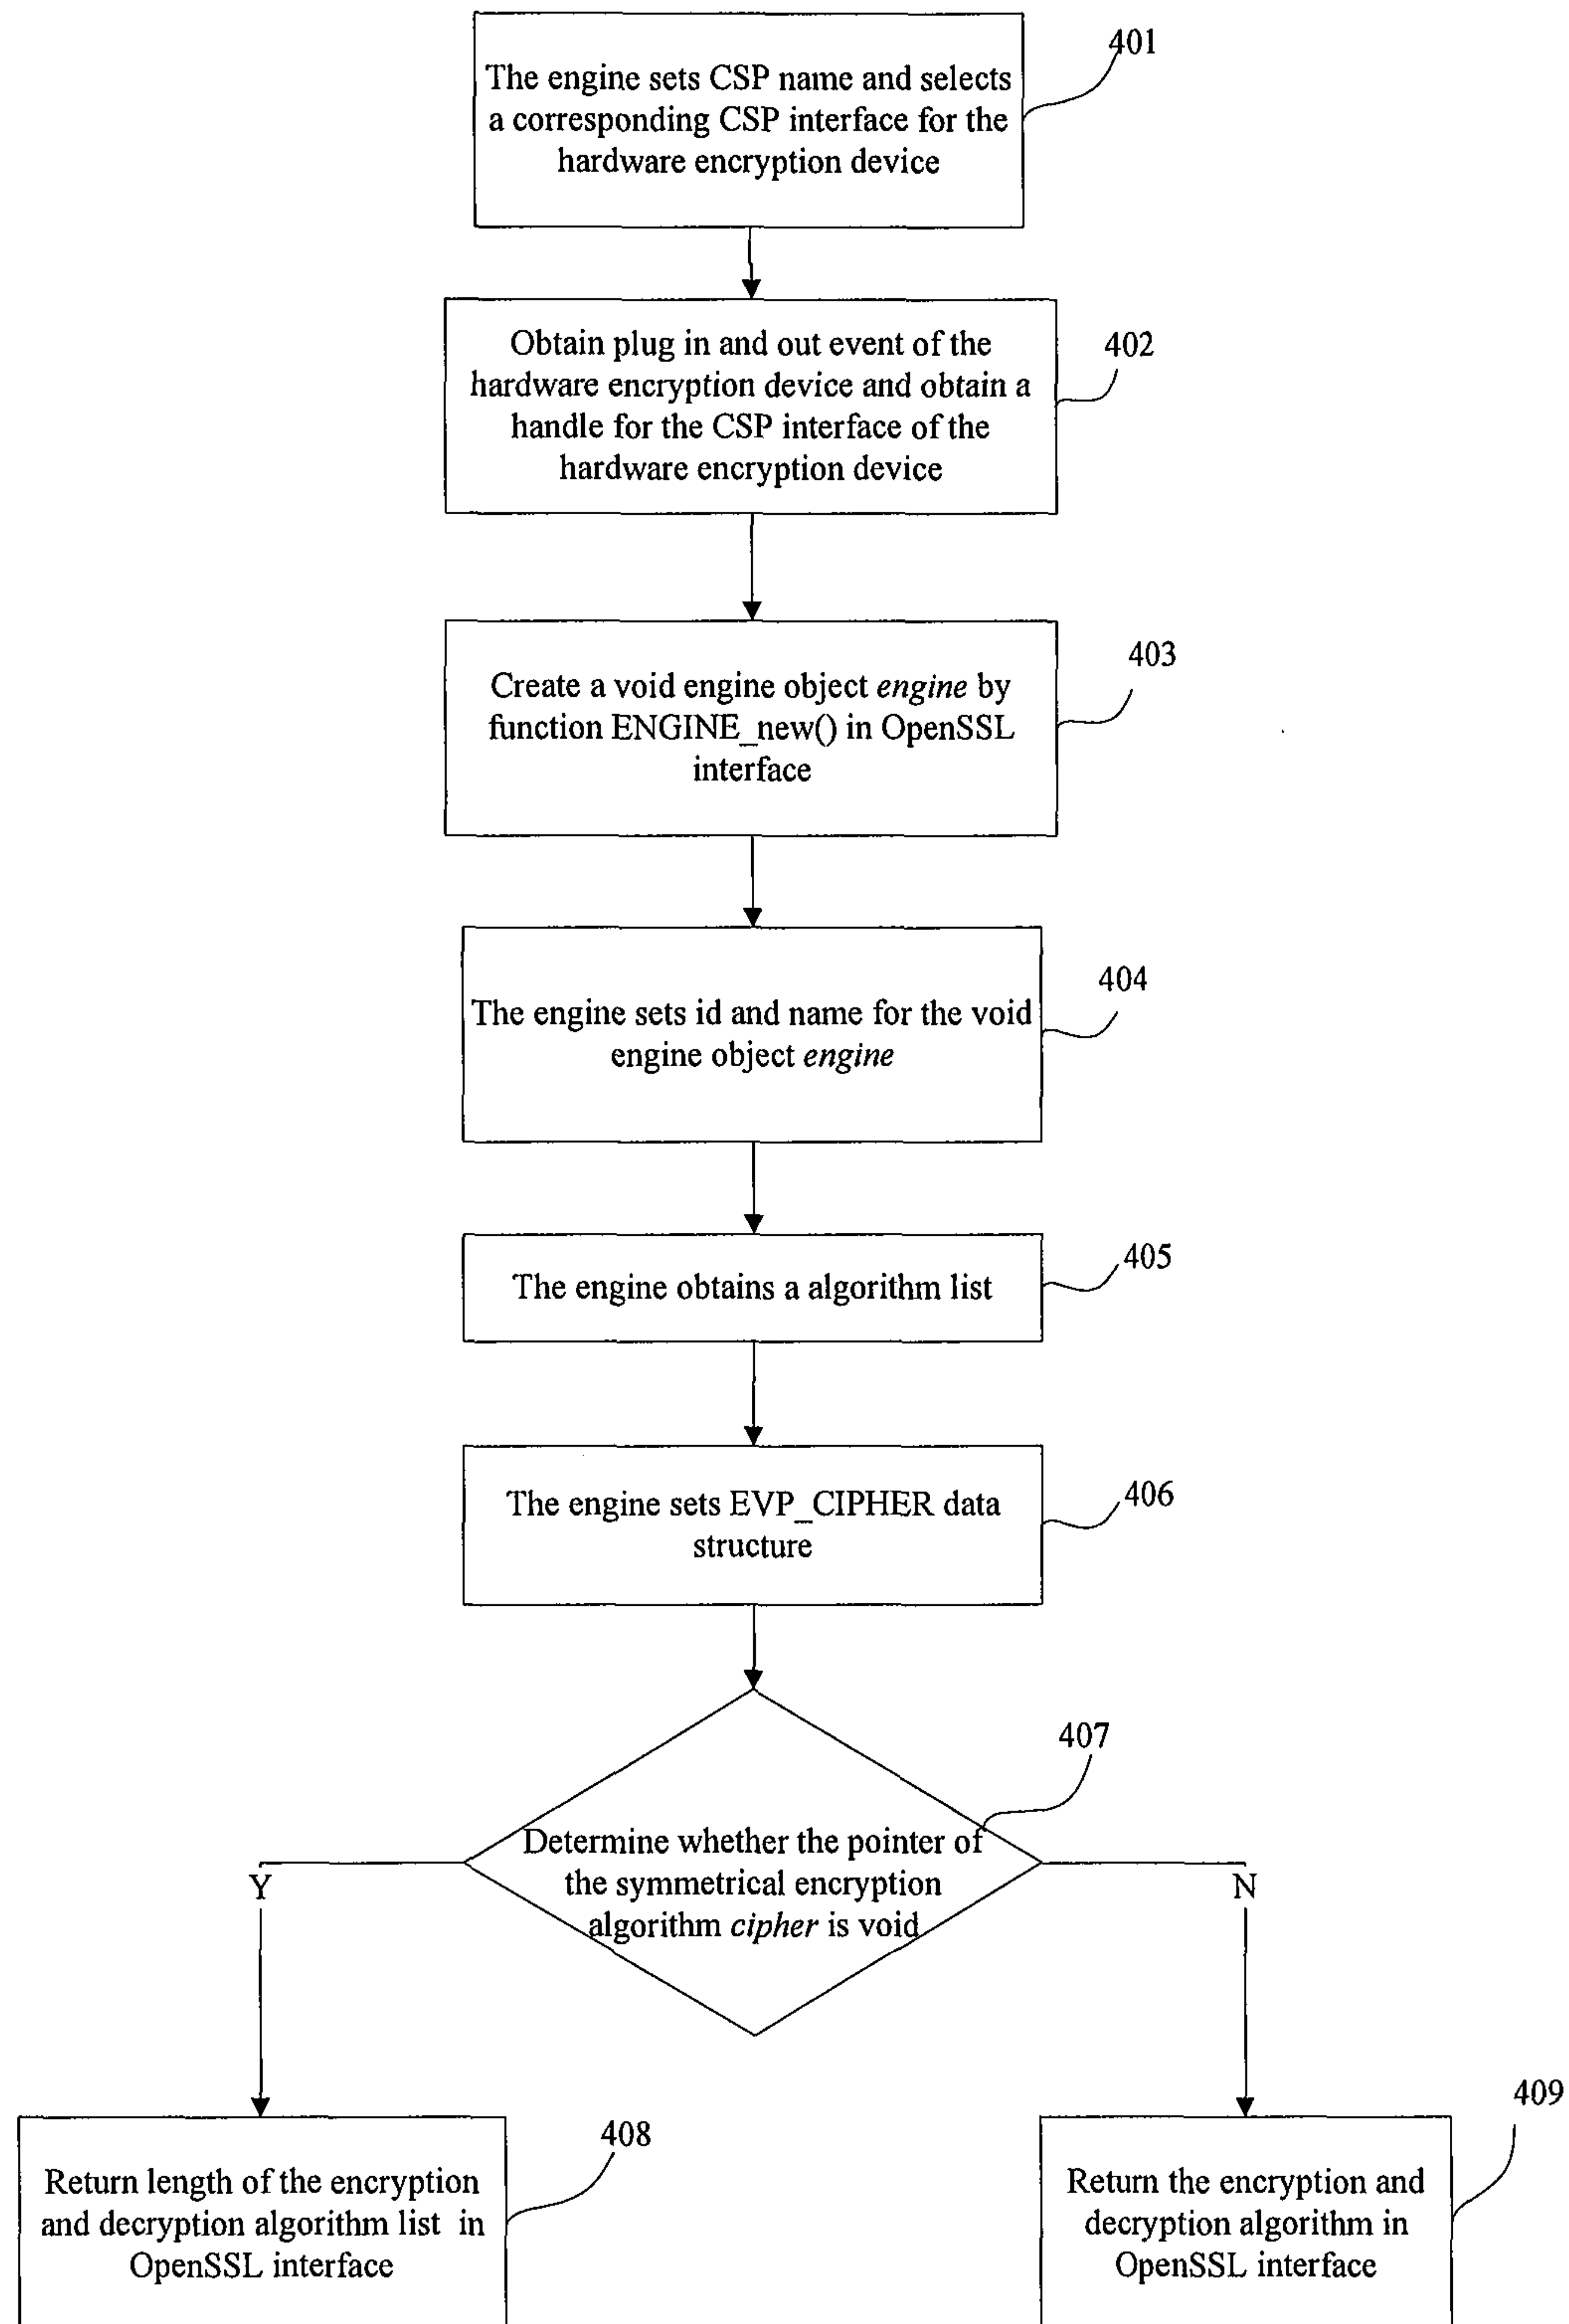 401
The engine sets CSP name and selects
a corresponding CSP interface for the
hardware encryption device
402
Obtain plug in and out event of the
hardware encryption device and obtain a
handle for the CSP interface of the
hardware encryption device
403
Create a void engine object engine by
function ENGINE_new() in OpenSSL
interface
404
The engine sets id and name for the void
engine object engine
405
The engine obtains a algorithm list
406
The engine sets EVP_CIPHER data
structure
407
Determine whether the pointer of
the symmetrical encryption
algorithm cipher is void
Y
N
408
Return length of the encryption
and decryption algorithm list in
OpenSSL interface
409
Return the encryption and
decryption algorithm in
OpenSSL interface